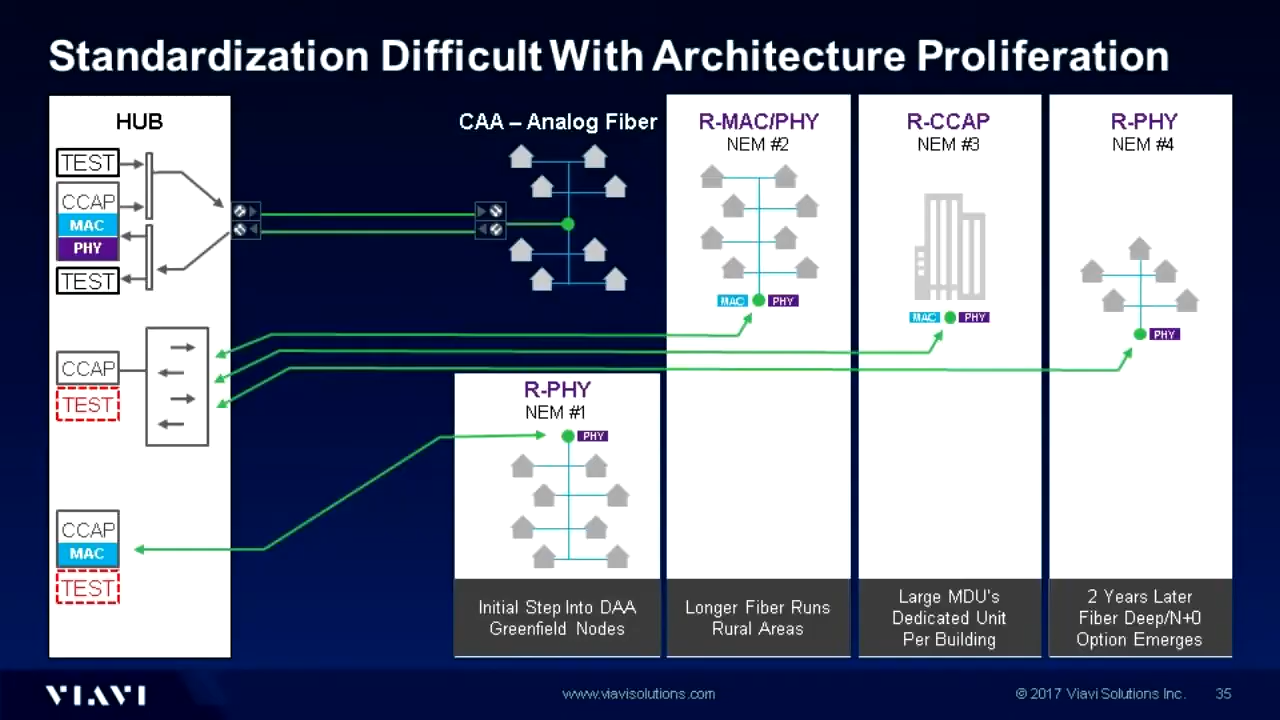 Standardization Difficult With Architecture Proliferation
HUB
TEST
CCAP
MAC
PHY
TEST
CCAP
TEST
CCAP
MAC
TEST
CAA – Analog Fiber
R-PHY
NEM #1
PHY
Initial Step Into DAA
Greenfield Nodes
R-MAC/PHY
NEM #2
MAC PHY
Longer Fiber Runs
Rural Areas
R-CCAP
NEM #3
MAC PHY
Large MDU's
Dedicated Unit
Per Building
R-PHY
NEM #4
PHY
2 Years Later
Fiber Deep/N+0
Option Emerges
VIAVI
www.viavisolutions.com
© 2017 Viavi Solutions Inc.
35